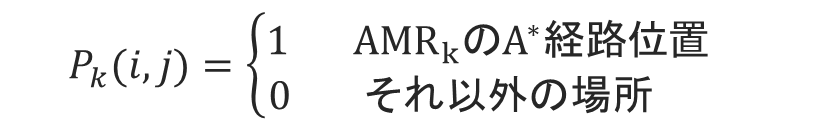 P_k(i,j) = { 1 AMR_kのA*経路位置
0 それ以外の場所